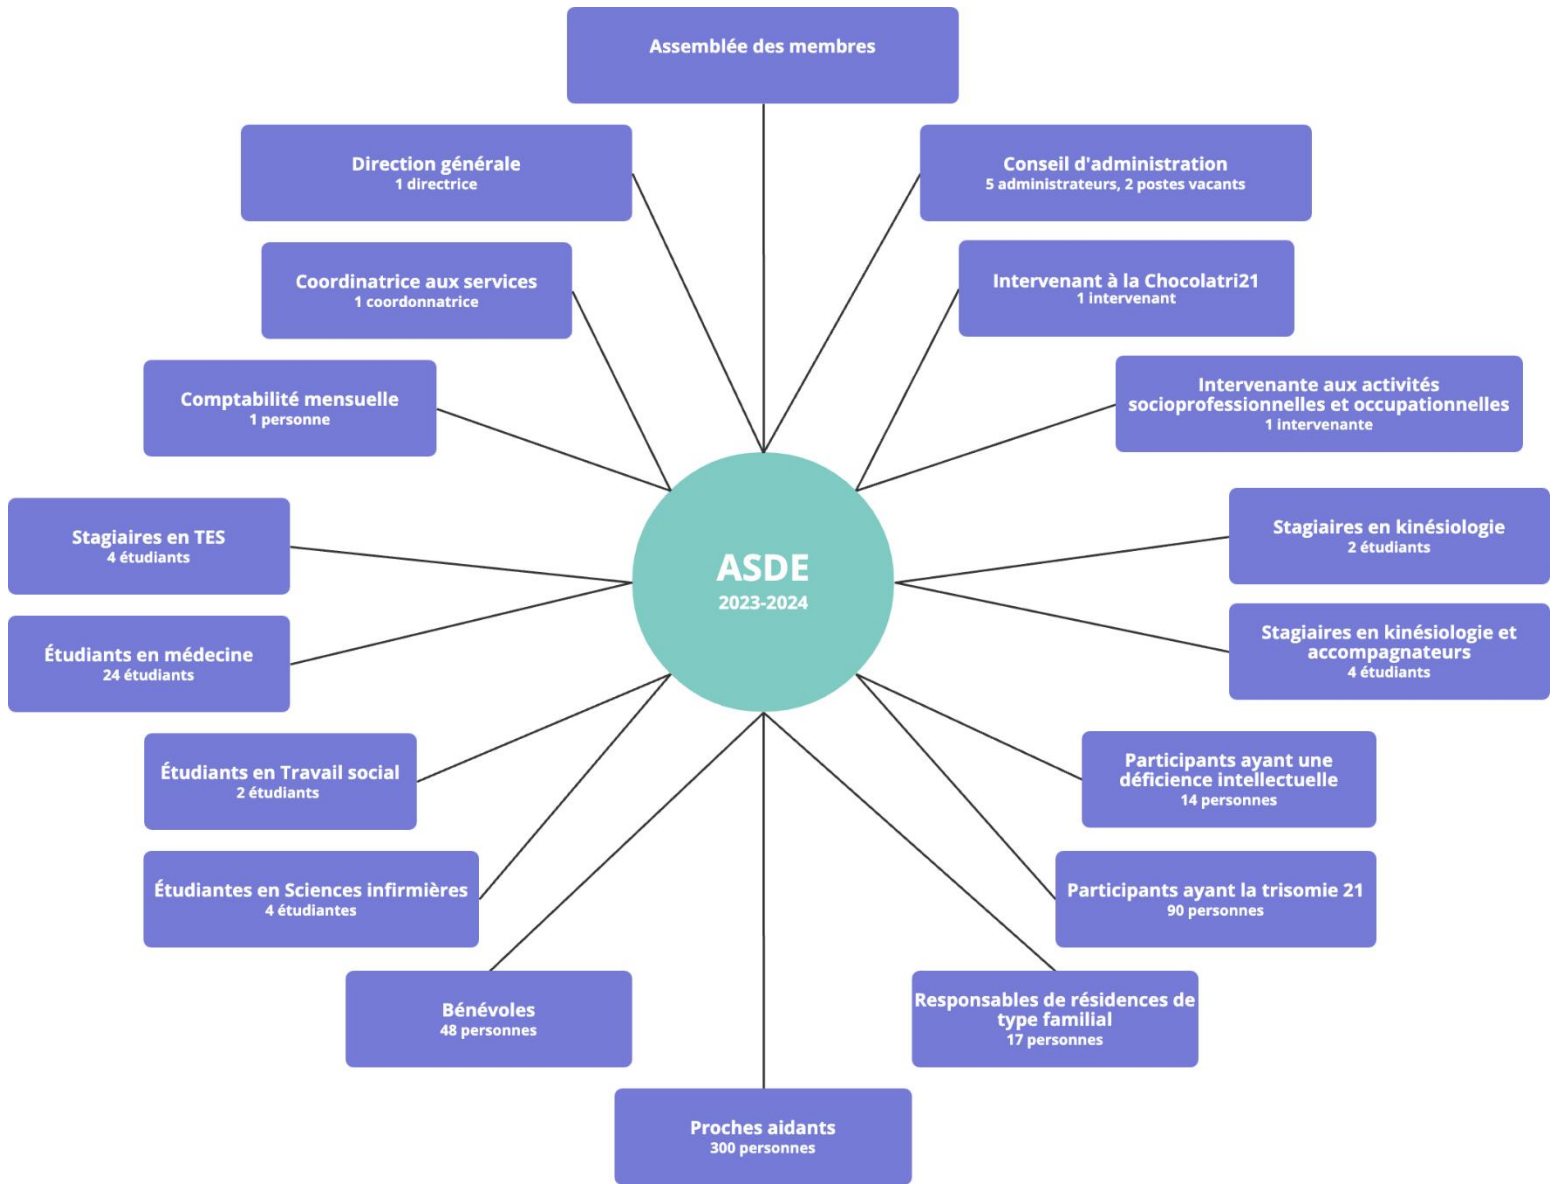 Assemblée des membres
Direction générale
1 directrice
Conseil d'administration
5 administrateurs, 2 postes vacants
Coordinatrice aux services
1 coordonnatrice
Intervenant à la Chocolatri21
1 intervenant
Comptabilité mensuelle
1 personne
Intervenante aux activités
socioprofessionnelles et occupationnelles
1 intervenante
Stagiaires en TES
4 étudiants
Stagiaires en kinésiologie
2 étudiants
ASDE
2023-2024
Étudiants en médecine
24 étudiants
Stagiaires en kinésiologie et
accompagnateurs
4 étudiants
Étudiants en Travail social
2 étudiants
Participants ayant une
déficience intellectuelle
14 personnes
Étudiantes en Sciences infirmières
4 étudiantes
Participants ayant la trisomie 21
90 personnes
Bénévoles
48 personnes
Responsables de résidences de
type familial
17 personnes
Proches aidants
300 personnes